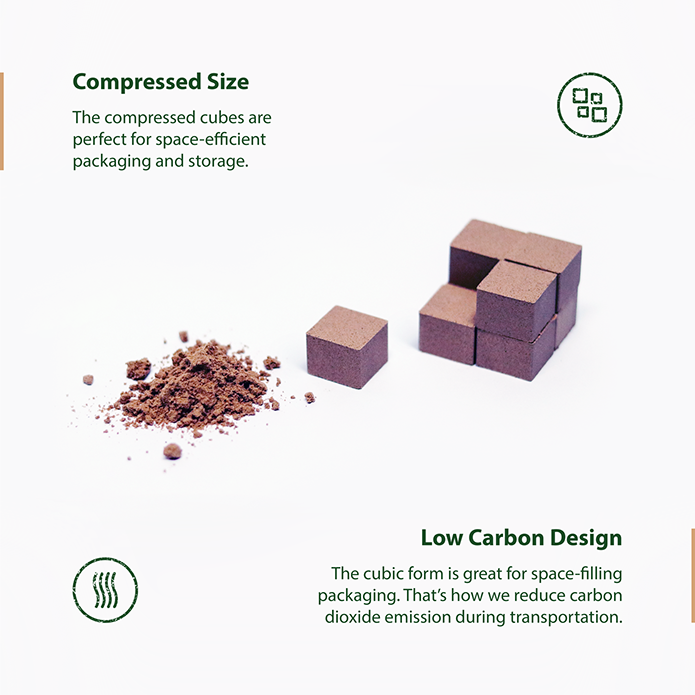 Compressed Size
The compressed cubes are
perfect for space-efficient
packaging and storage.
Low Carbon Design
The cubic form is great for space-filling
packaging. That's how we reduce carbon
dioxide emission during transportation.